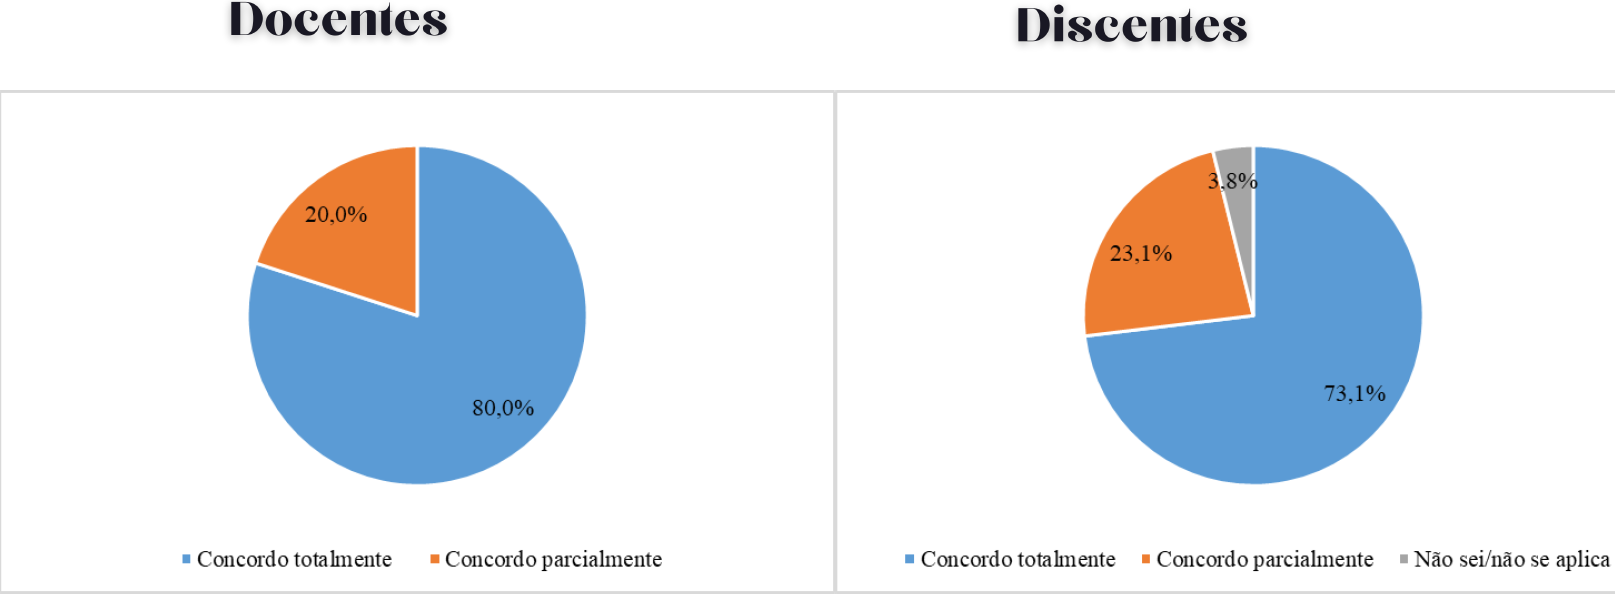 Docentes
Discentes
20,0%
80,0%
Concordo totalmente
Concordo parcialmente
3,8%
23,1%
73,1%
Concordo totalmente
Concordo parcialmente
Não sei/não se aplica